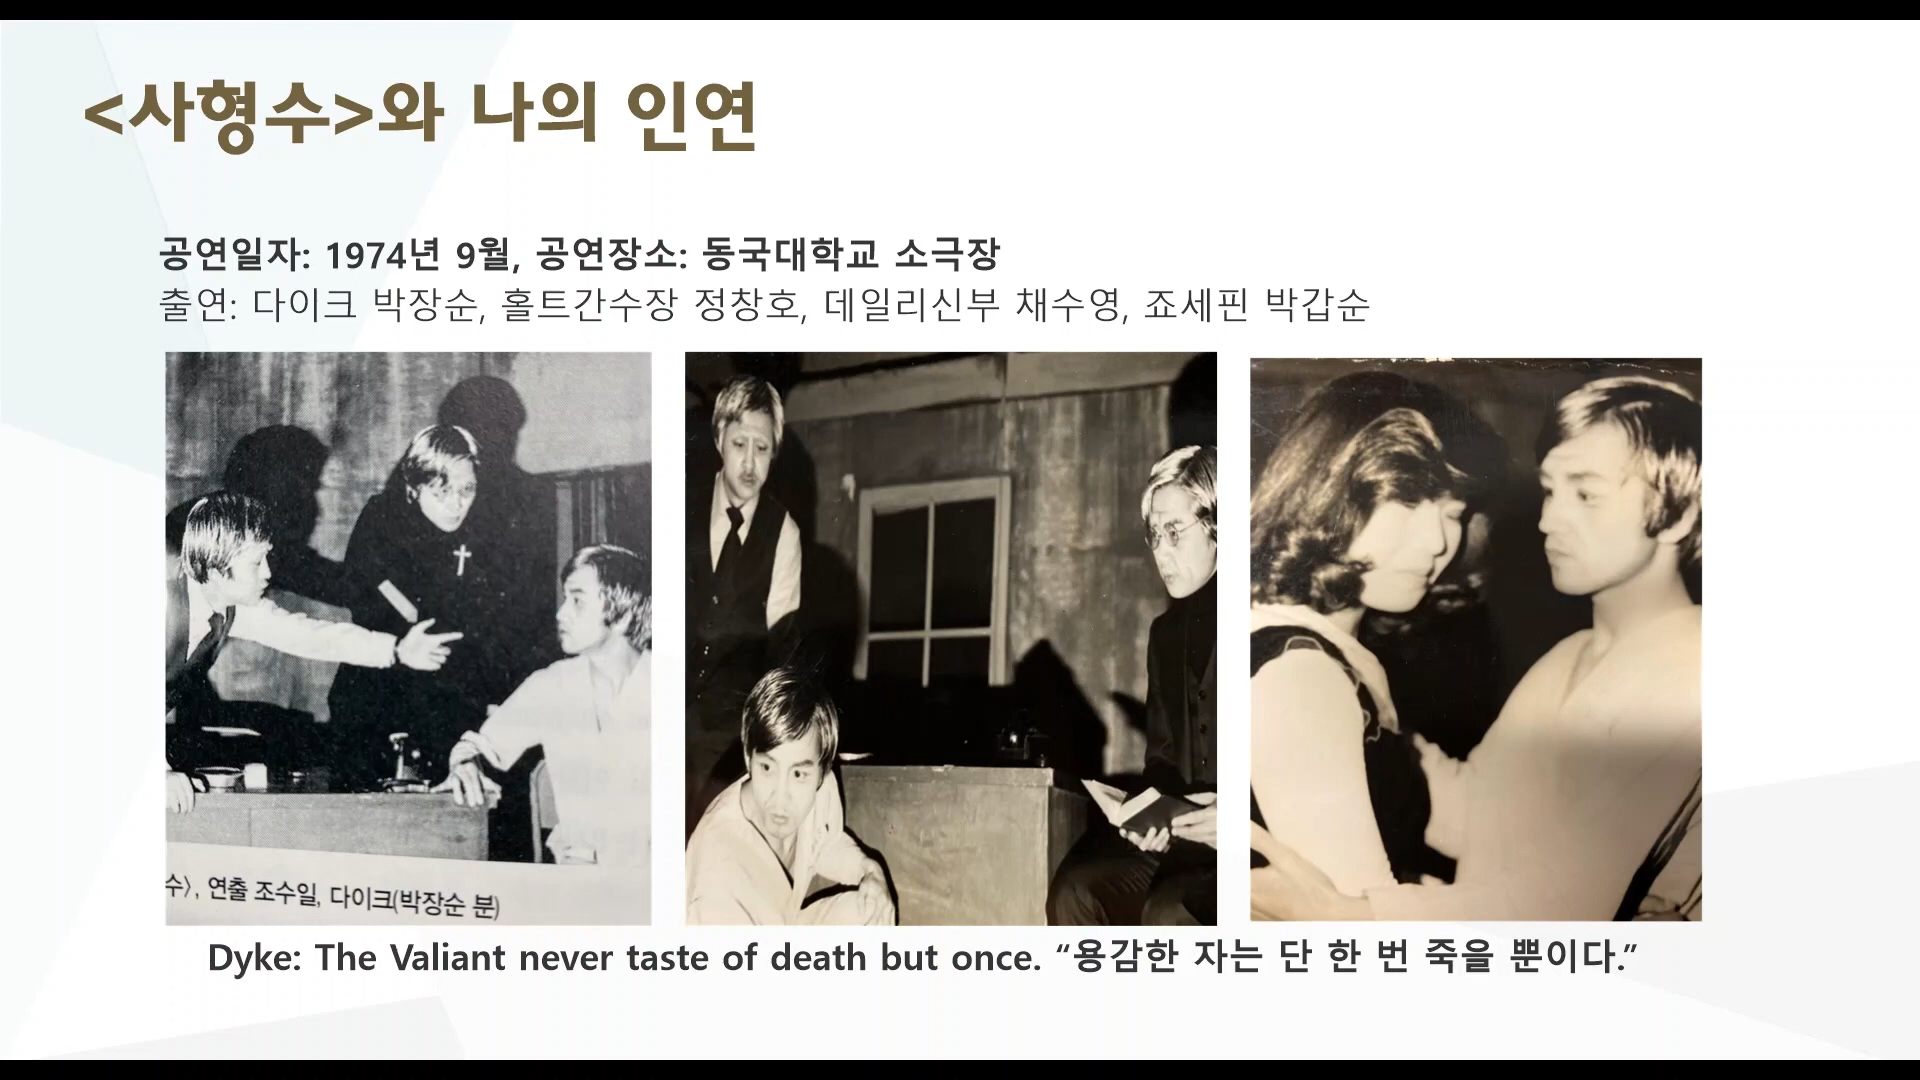 <사형수>와 나의 인연
공연일자: 1974년 9월, 공연장소: 동국대학교 소극장
출연: 다이크 박장순, 홀트간수장 정창호, 데일리신부 채수영, 죠세핀 박갑순
수〉, 연출 조수일, 다이크(박장순 분)
Dyke: The Valiant never taste of death but once. “용감한 자는 단 한 번 죽을 뿐이다.”